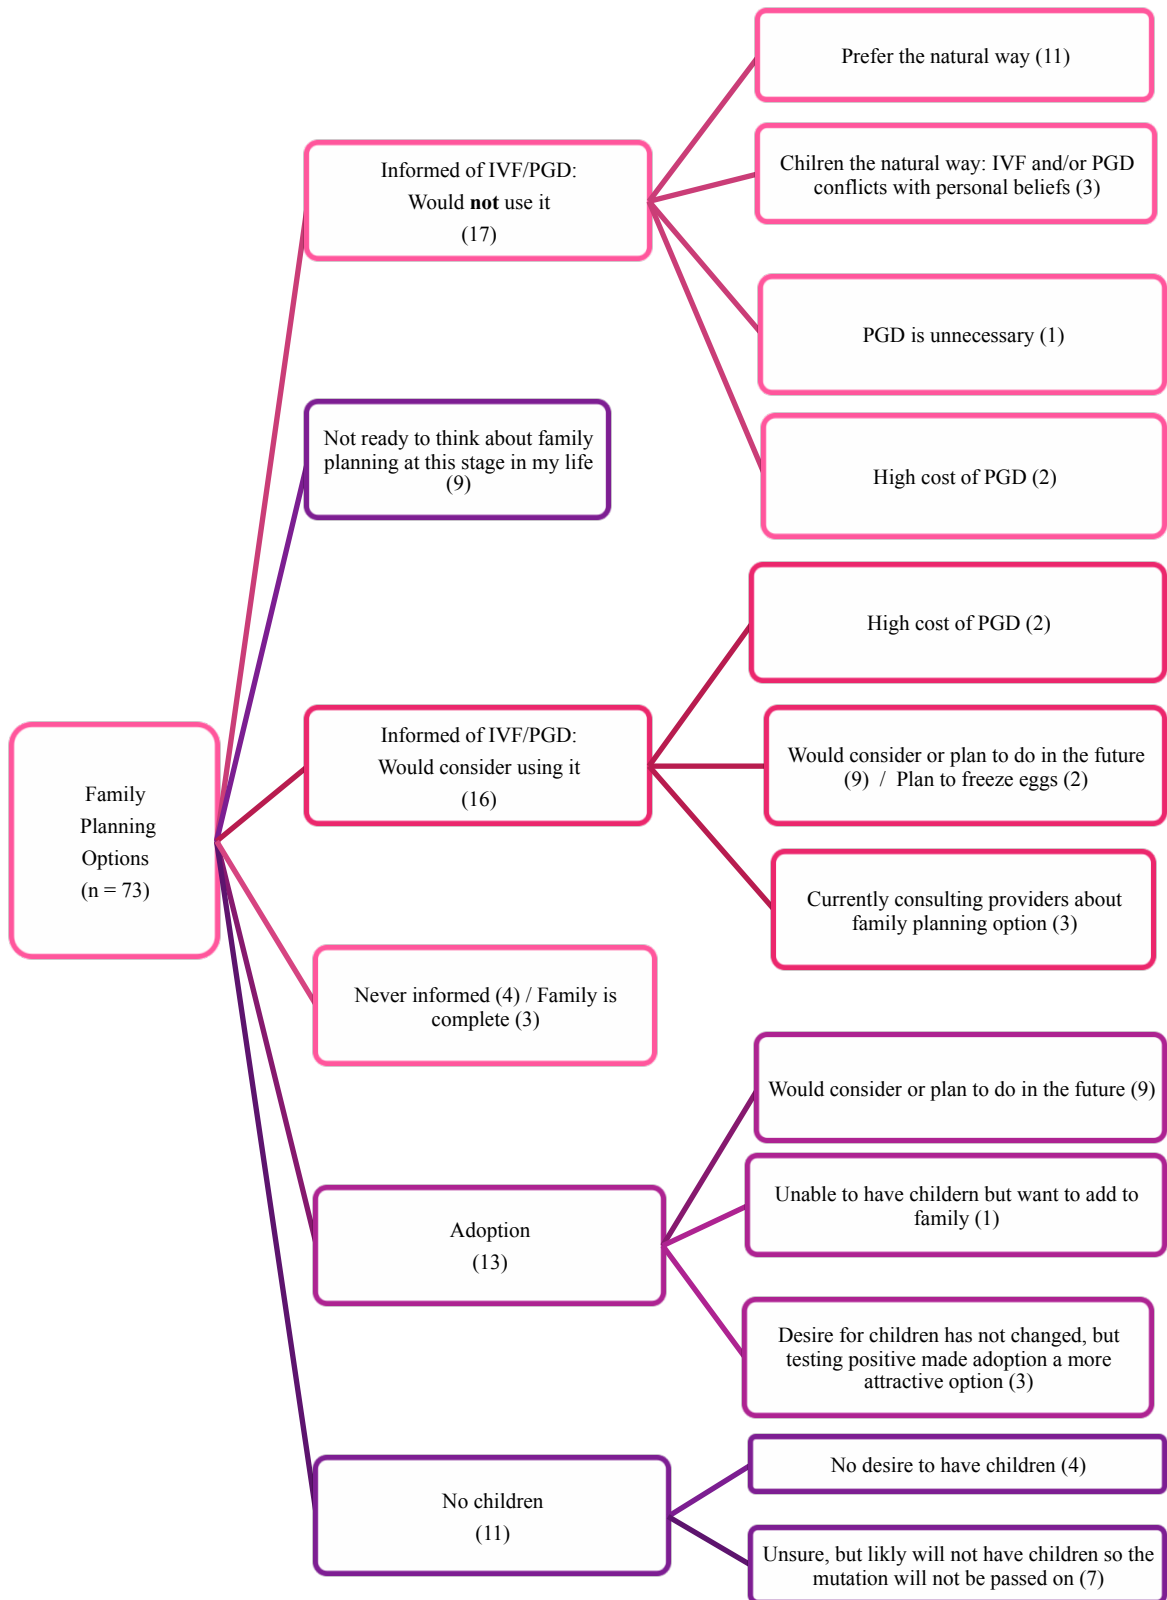 Family
Planning
Options
(n = 73)
Informed of IVF/PGD:
Would not use it
(17)
Prefer the natural way (11)
Chilren the natural way: IVF and/or PGD
conflicts with personal beliefs (3)
PGD is unnecessary (1)
High cost of PGD (2)
Not ready to think about family
planning at this stage in my life
(9)
Informed of IVF/PGD:
Would consider using it
(16)
High cost of PGD (2)
Would consider or plan to do in the future
(9) / Plan to freeze eggs (2)
Currently consulting providers about
family planning option (3)
Never informed (4) / Family is
complete (3)
Adoption
(13)
Would consider or plan to do in the future (9)
Unable to have childern but want to add to
family (1)
Desire for children has not changed, but
testing positive made adoption a more
attractive option (3)
No children
(11)
No desire to have children (4)
Unsure, but likly will not have children so the
mutation will not be passed on (7)